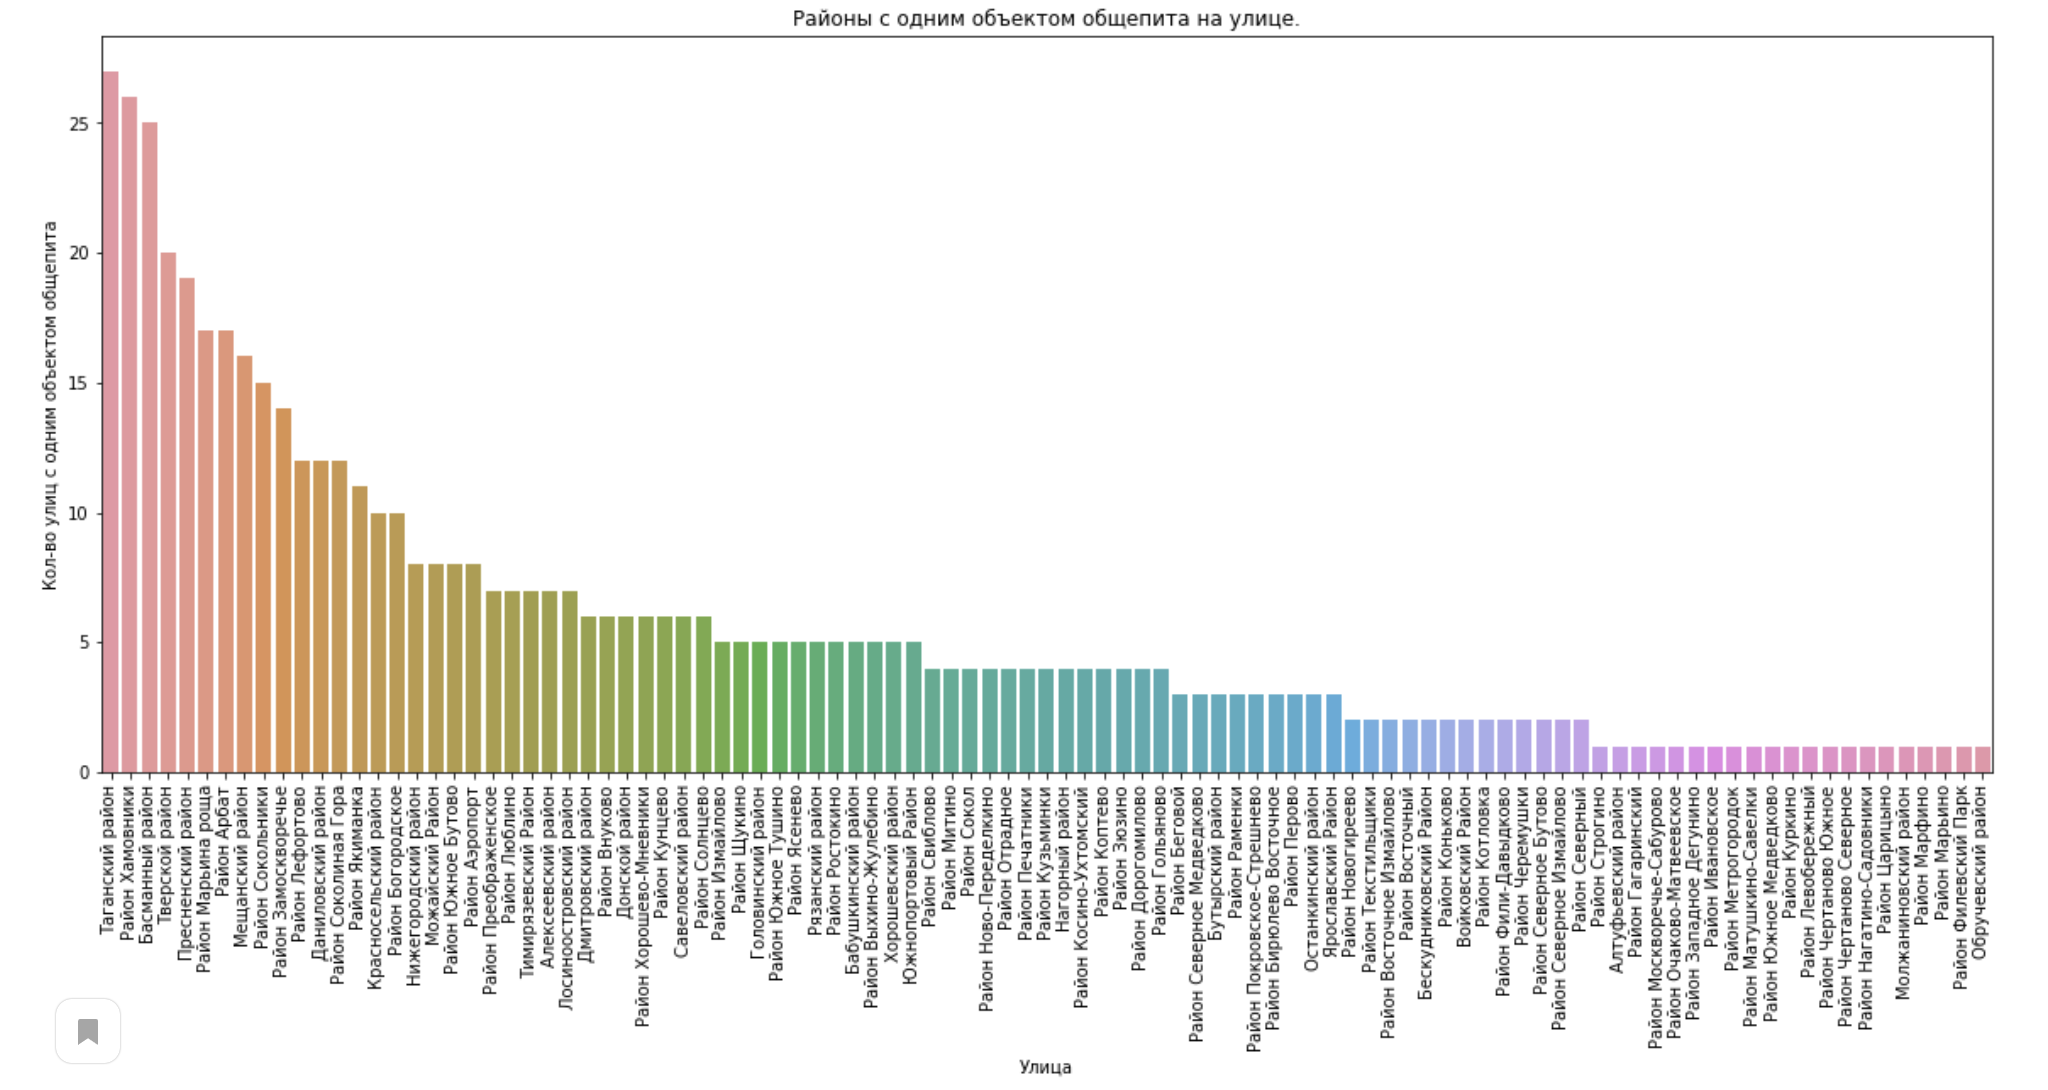 Районы с одним объектом общепита на улице.
Кол-во улиц с одним объектом общепита
25
20
15
10
5
0
Таганский район
Район Хамовники
Басманный район
Тверской район
Пресненский район
Район Марьина роща
Район Арбат
Мещанский район
Район Сокольники
Район Замоскворечье
Район Лефортово
Даниловский район
Район Соколиная Гора
Район Якиманка
Красносельский район
Район Богородское
Нижегородский район
Можайский Район
Район Южное Бутово
Район Аэропорт
Район Преображенское
Район Люблино
Тимирязевский Район
Алексеевский район
Лосиноостровский район
Дмитровский район
Район Внуково
Донской район
Район Хорошево-Мневники
Район Кунцево
Савеловский район
Район Солнцево
Район Измайлово
Район Щукино
Головинский район
Район Южное Тушино
Район Ясенево
Рязанский район
Район Ростокино
Бабушкинский район
Район Выхино-Жулебино
Хорошевский район
Южнопортовый Район
Район Свиблово
Район Митино
Район Сокол
Район Ново-Переделкино
Район Отрадное
Район Печатники
Район Кузьминки
Нагорный район
Район Косино-Ухтомский
Район Коптево
Район Зюзино
Район Дорогомилово
Район Гольяново
Район Беговой
Район Северное Медведково
Бутырский район
Район Раменки
Район Покровское-Стрешнево
Район Бирюлево Восточное
Район Перово
Останкинский район
Ярославский Район
Район Новогиреево
Район Текстильщики
Район Восточное Измайлово
Район Восточный
Бескудниковский Район
Район Коньково
Войковский Район
Район Котловка
Район Фили-Давыдково
Район Черемушки
Район Северное Бутово
Район Северное Измайлово
Район Северный
Район Строгино
Алтуфьевский район
Район Гагаринский
Район Москворечье-Сабурово
Район Очаково-Матвеевское
Район Западное Дегунино
Район Ивановское
Район Метрогородок
Район Матушкино-Савелки
Район Южное Медведково
Район Куркино
Район Левобережный
Район Чертаново Южное
Район Чертаново Северное
Район Нагатино-Садовники
Район Царицыно
Молжаниновский район
Район Марфино
Район Марьино
Район Филевский Парк
Обручевский район
Улица